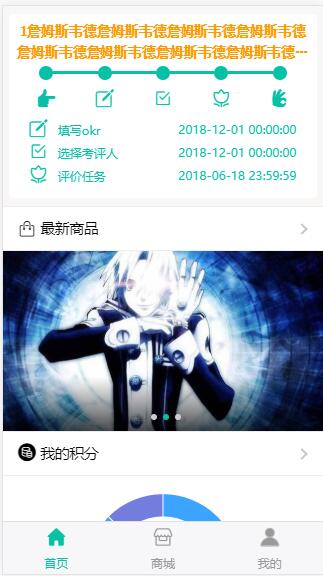 1詹姆斯韦德詹姆斯韦德詹姆斯韦德詹姆斯韦德
詹姆斯韦德詹姆斯韦德詹姆斯韦德詹姆斯韦德…
填写okr 2018-12-01 00:00:00
选择考评人 2018-12-01 00:00:00
评价任务 2018-06-18 23:59:59
最新商品
我的积分
首页 商城 我的